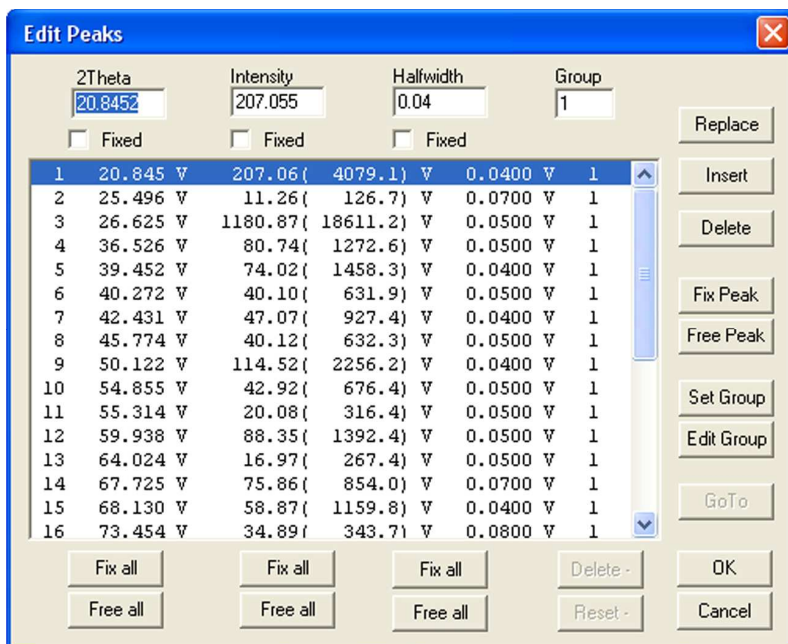 Edit Peaks
2Theta Intensity Halfwidth Group
20.8452 207.055 0.04 1
Replace
Fixed Fixed Fixed
1 20.845 V 207.06( 4079.1) V 0.0400 V 1
Insert
2 25.496 V 11.26( 126.7) V 0.0700 V 1
3 26.625 V 1180.87( 18611.2) V 0.0500 V 1
Delete
4 36.526 V 80.74( 1272.6) V 0.0500 V 1
5 39.452 V 74.02( 1458.3) V 0.0400 V 1
6 40.272 V 40.10( 631.9) V 0.0500 V 1
Fix Peak
7 42.431 V 47.07( 927.4) V 0.0400 V 1
8 45.774 V 40.12( 632.3) V 0.0500 V 1
Free Peak
9 50.122 V 114.52( 2256.2) V 0.0400 V 1
10 54.855 V 42.92( 676.4) V 0.0500 V 1
Set Group
11 55.314 V 20.08( 316.4) V 0.0500 V 1
12 59.938 V 88.35( 1392.4) V 0.0500 V 1
Edit Group
13 64.024 V 16.97( 267.4) V 0.0500 V 1
14 67.725 V 75.86( 854.0) V 0.0700 V 1
GoTo
15 68.130 V 58.87( 1159.8) V 0.0400 V 1
16 73.454 V 34.89( 343.7) V 0.0800 V 1
Fix all Fix all Fix all Delete - OK
Free all Free all Free all Reset - Cancel